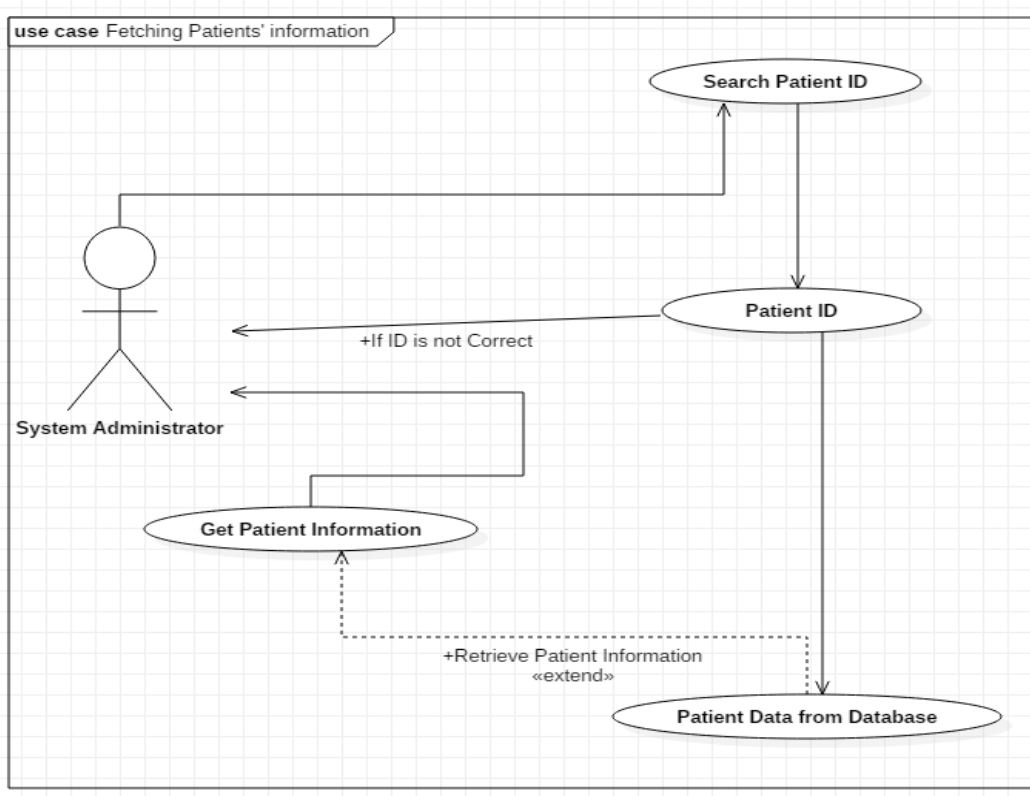 use case Fetching Patients' information
Search Patient ID
Patient ID
+If ID is not Correct
System Administrator
Get Patient Information
+Retrieve Patient Information
«extend»
Patient Data from Database